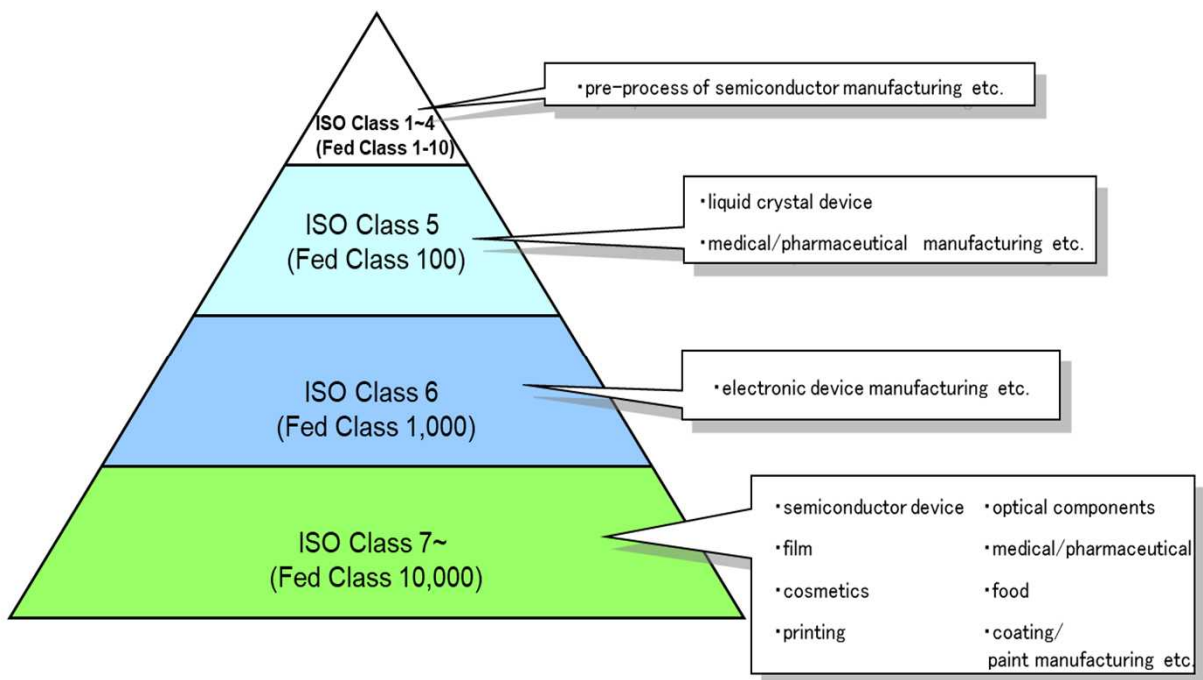 ・pre-process of semiconductor manufacturing etc.
ISO Class 1~4
(Fed Class 1-10)
・liquid crystal device
・medical/pharmaceutical manufacturing etc.
ISO Class 5
(Fed Class 100)
・electronic device manufacturing etc.
ISO Class 6
(Fed Class 1,000)
・semiconductor device ・optical components
・film ・medical/pharmaceutical
・cosmetics ・food
・printing ・coating/
paint manufacturing etc.
ISO Class 7~
(Fed Class 10,000)